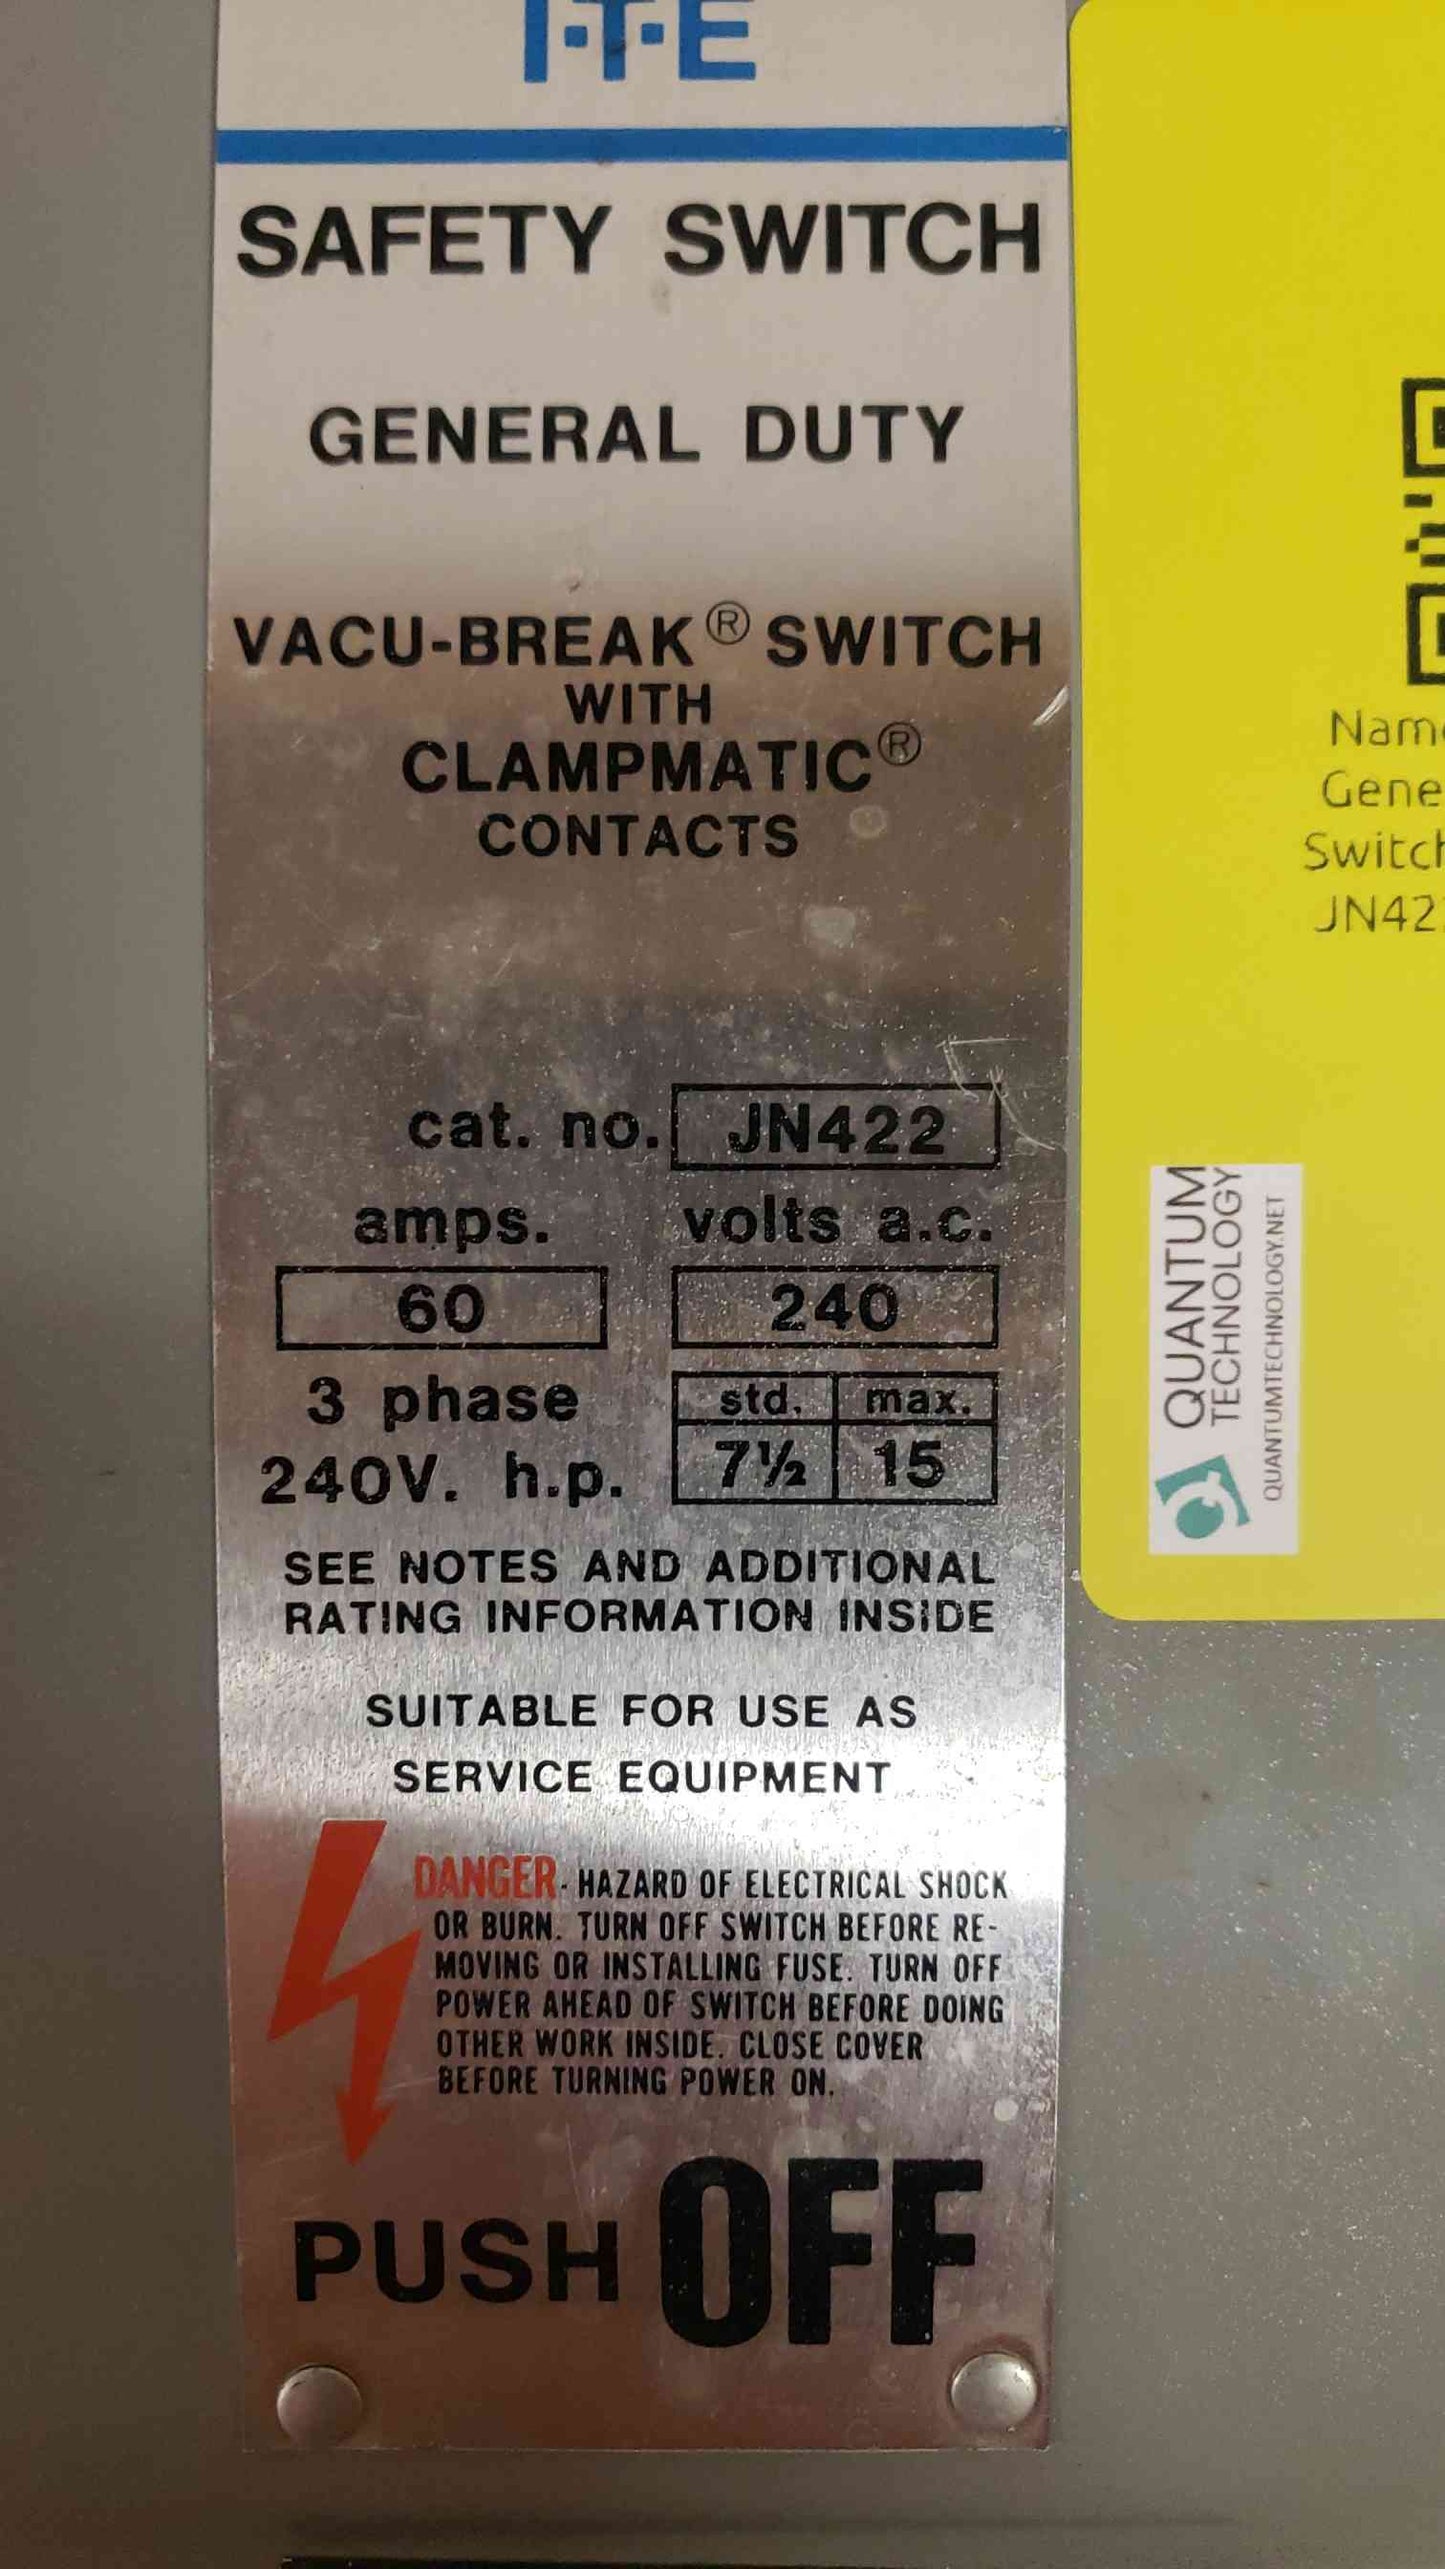 I·T·E
SAFETY SWITCH
GENERAL DUTY
VACU-BREAK® SWITCH
WITH
CLAMPMATIC®
CONTACTS
cat. no. JN422
amps. volts a.c.
60 240
3 phase std. max.
240V. h.p. 7½ 15
SEE NOTES AND ADDITIONAL
RATING INFORMATION INSIDE
SUITABLE FOR USE AS
SERVICE EQUIPMENT
DANGER - HAZARD OF ELECTRICAL SHOCK
OR BURN. TURN OFF SWITCH BEFORE RE-
MOVING OR INSTALLING FUSE. TURN OFF
POWER AHEAD OF SWITCH BEFORE DOING
OTHER WORK INSIDE. CLOSE COVER
BEFORE TURNING POWER ON.
PUSH OFF
QUANTUM
TECHNOLOGY
QUANTUMTECHNOLOGY.NET